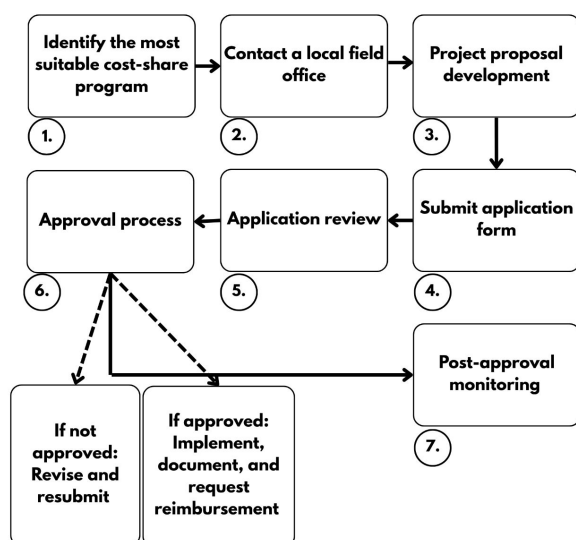 Identify the most
suitable cost-share
program
1.
Contact a local field
office
2.
Project proposal
development
3.
Submit application
form
4.
Application review
5.
Approval process
6.
If not
approved:
Revise and
resubmit
If approved:
Implement,
document, and
request
reimbursement
Post-approval
monitoring
7.